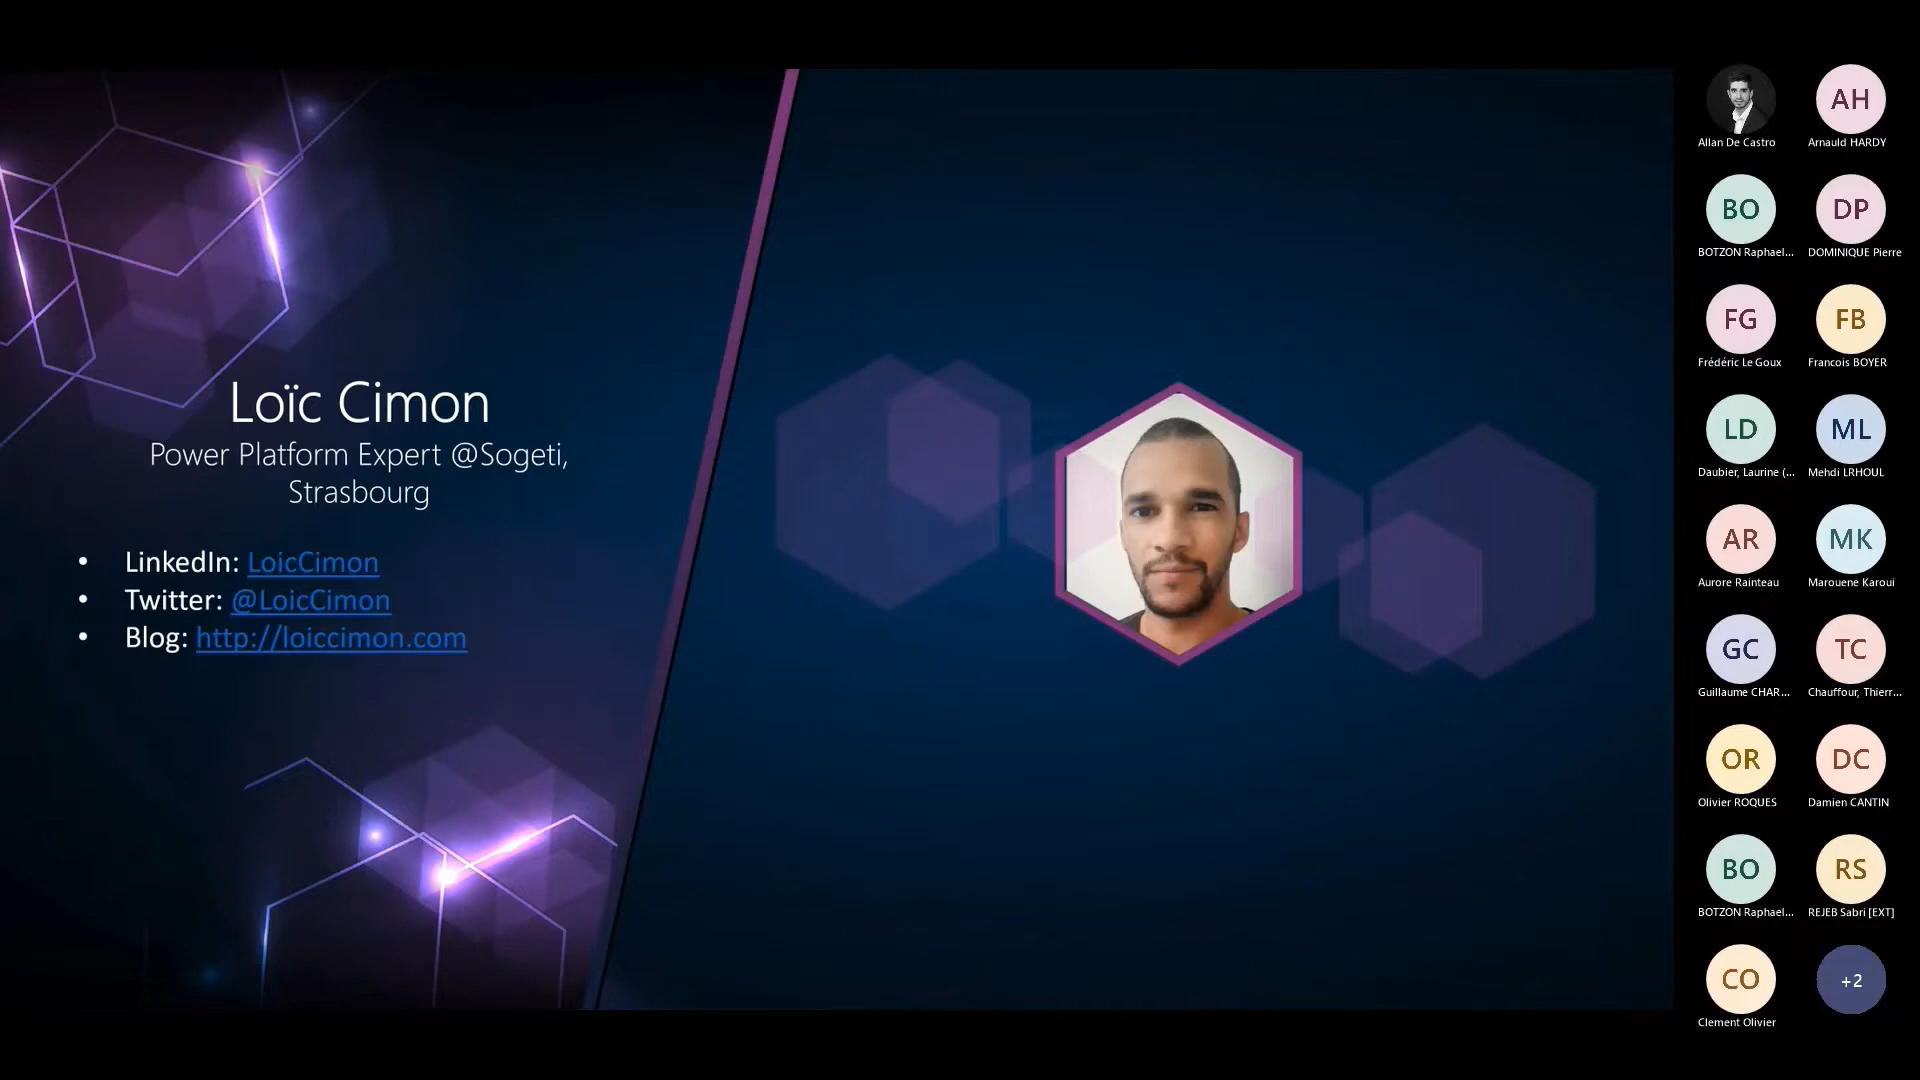 Loïc Cimon
Power Platform Expert @Sogeti,
Strasbourg
• LinkedIn: LoicCimon
• Twitter: @LoicCimon
• Blog: http://loiccimon.com
Allan De Castro
AH
Arnauld HARDY
BO
BOTZON Raphael...
DP
DOMINIQUE Pierre
FG
Frédéric Le Goux
FB
Francois BOYER
LD
Daubier, Laurine (...
ML
Mehdi LRHOUL
AR
Aurore Rainteau
MK
Marouene Karoui
GC
Guillaume CHAR...
TC
Chauffour, Thierr...
OR
Olivier ROQUES
DC
Damien CANTIN
BO
BOTZON Raphael...
RS
REJEB Sabri [EXT]
CO
Clement Olivier
+2